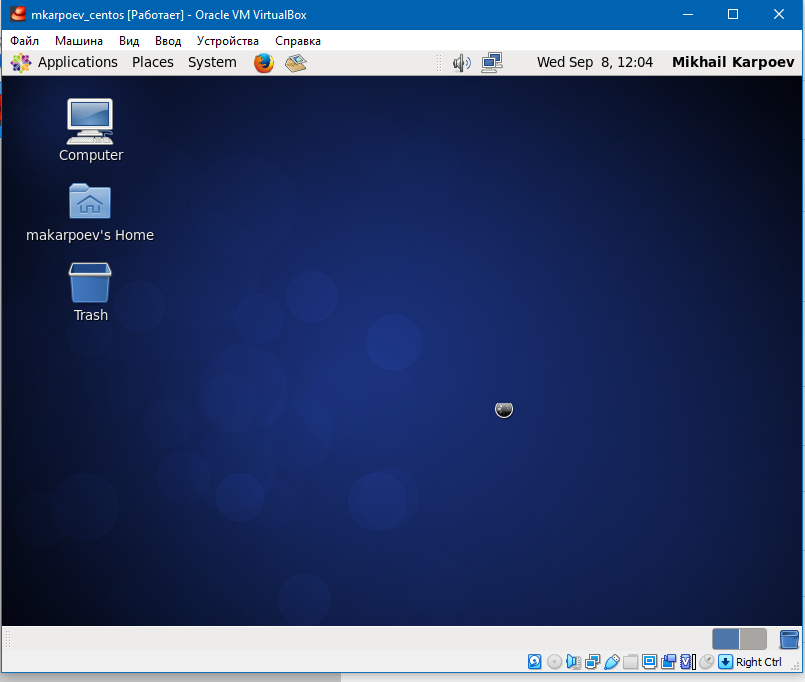 mkarpoev_centos [Работает] - Oracle VM VirtualBox
Файл Машина Вид Ввод Устройства Справка
Applications Places System Wed Sep 8, 12:04 Mikhail Karpoev
Computer
makarpoev's Home
Trash
Right Ctrl